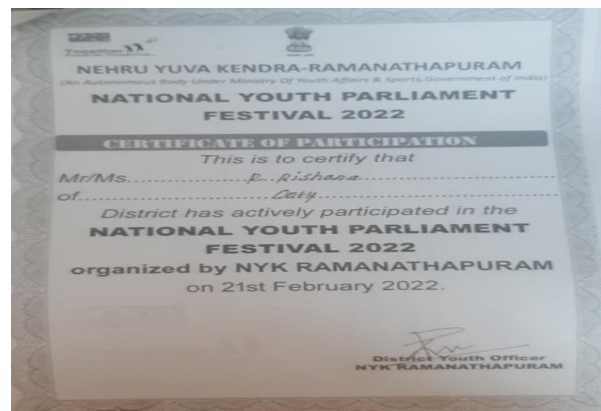 Together
NEHRU YUVA KENDRA-RAMANATHAPURAM
(An Autonomous Body Under Ministry Of Youth Affairs & Sports,Government of India)
NATIONAL YOUTH PARLIAMENT
FESTIVAL 2022
CERTIFICATE OF PARTICIPATION
This is to certify that
Mr/Ms. R. Rishana
of
District has actively participated in the
NATIONAL YOUTH PARLIAMENT
FESTIVAL 2022
organized by NYK RAMANATHAPURAM
on 21st February 2022.
District Youth Officer
NYK RAMANATHAPURAM